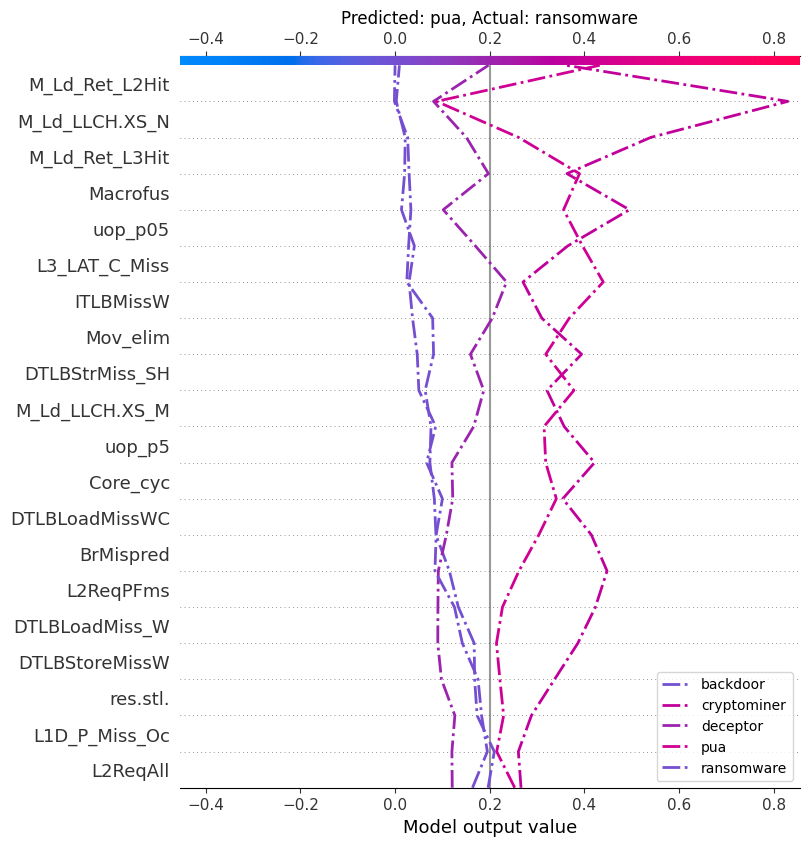 Predicted: pua, Actual: ransomware
−0.4 −0.2 0.0 0.2 0.4 0.6 0.8
M_Ld_Ret_L2Hit
M_Ld_LLCH.XS_N
M_Ld_Ret_L3Hit
Macrofus
uop_p05
L3_LAT_C_Miss
ITLBMissW
Mov_elim
DTLBStrMiss_SH
M_Ld_LLCH.XS_M
uop_p5
Core_cyc
DTLBLoadMissWC
BrMispred
L2ReqPFms
DTLBLoadMiss_W
DTLBStoreMissW
res.stl.
L1D_P_Miss_Oc
L2ReqAll
backdoor
cryptominer
deceptor
pua
ransomware
−0.4 −0.2 0.0 0.2 0.4 0.6 0.8
Model output value